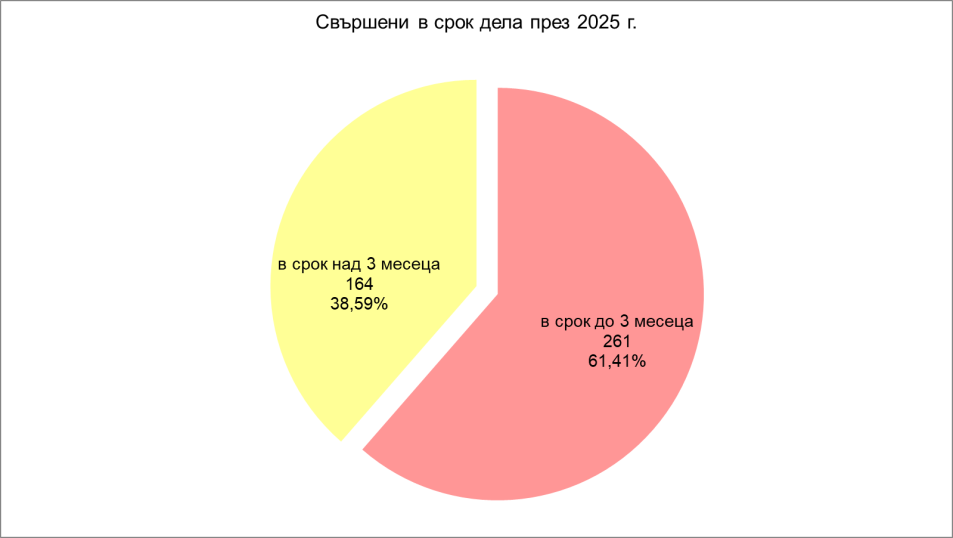 Свършени в срок дела през 2025 г.
в срок над 3 месеца
164
38,59%
в срок до 3 месеца
261
61,41%